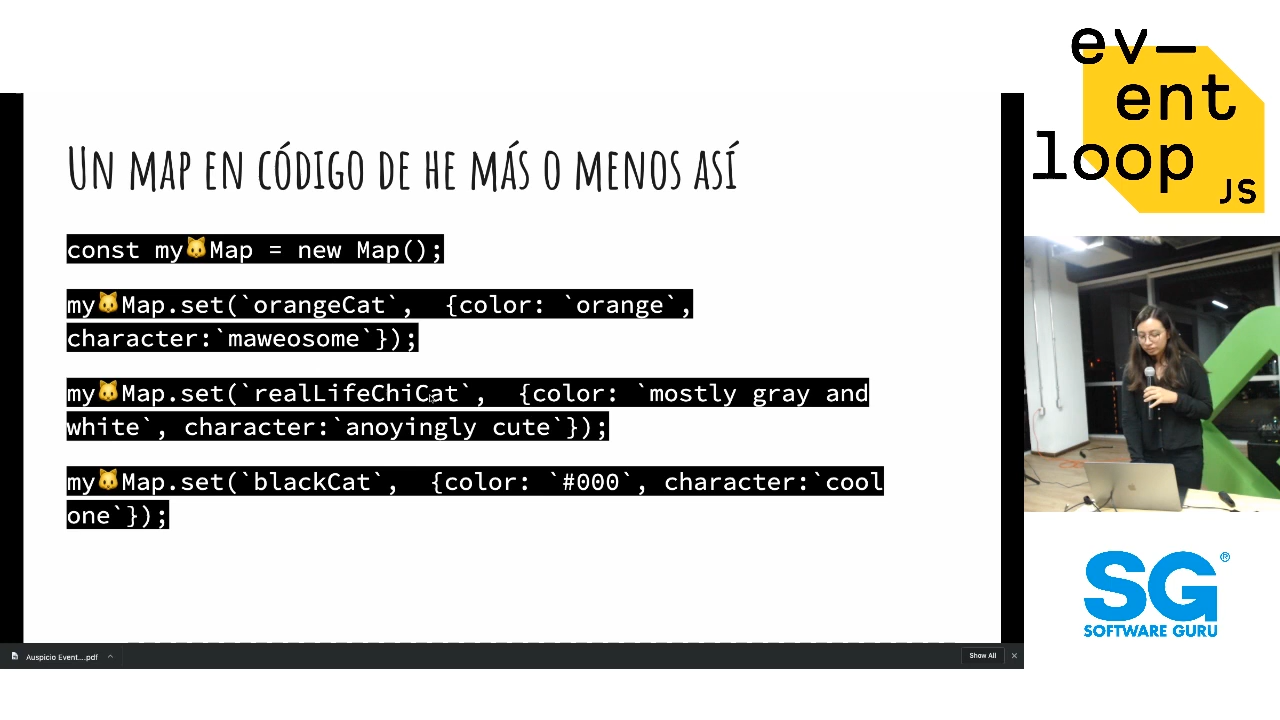 Un map en código de he más o menos así
const my🐱Map = new Map();
my🐱Map.set(`orangeCat`,  {color: `orange`,
character:`maweosome`});
my🐱Map.set(`realLifeChiCat`,  {color: `mostly gray and
white`, character:`anoyingly cute`});
my🐱Map.set(`blackCat`,  {color: `#000`, character:`cool
one`});
Auspicio Event....pdf
Show All
ev—
ent
loop
JS
SG®
SOFTWARE GURU